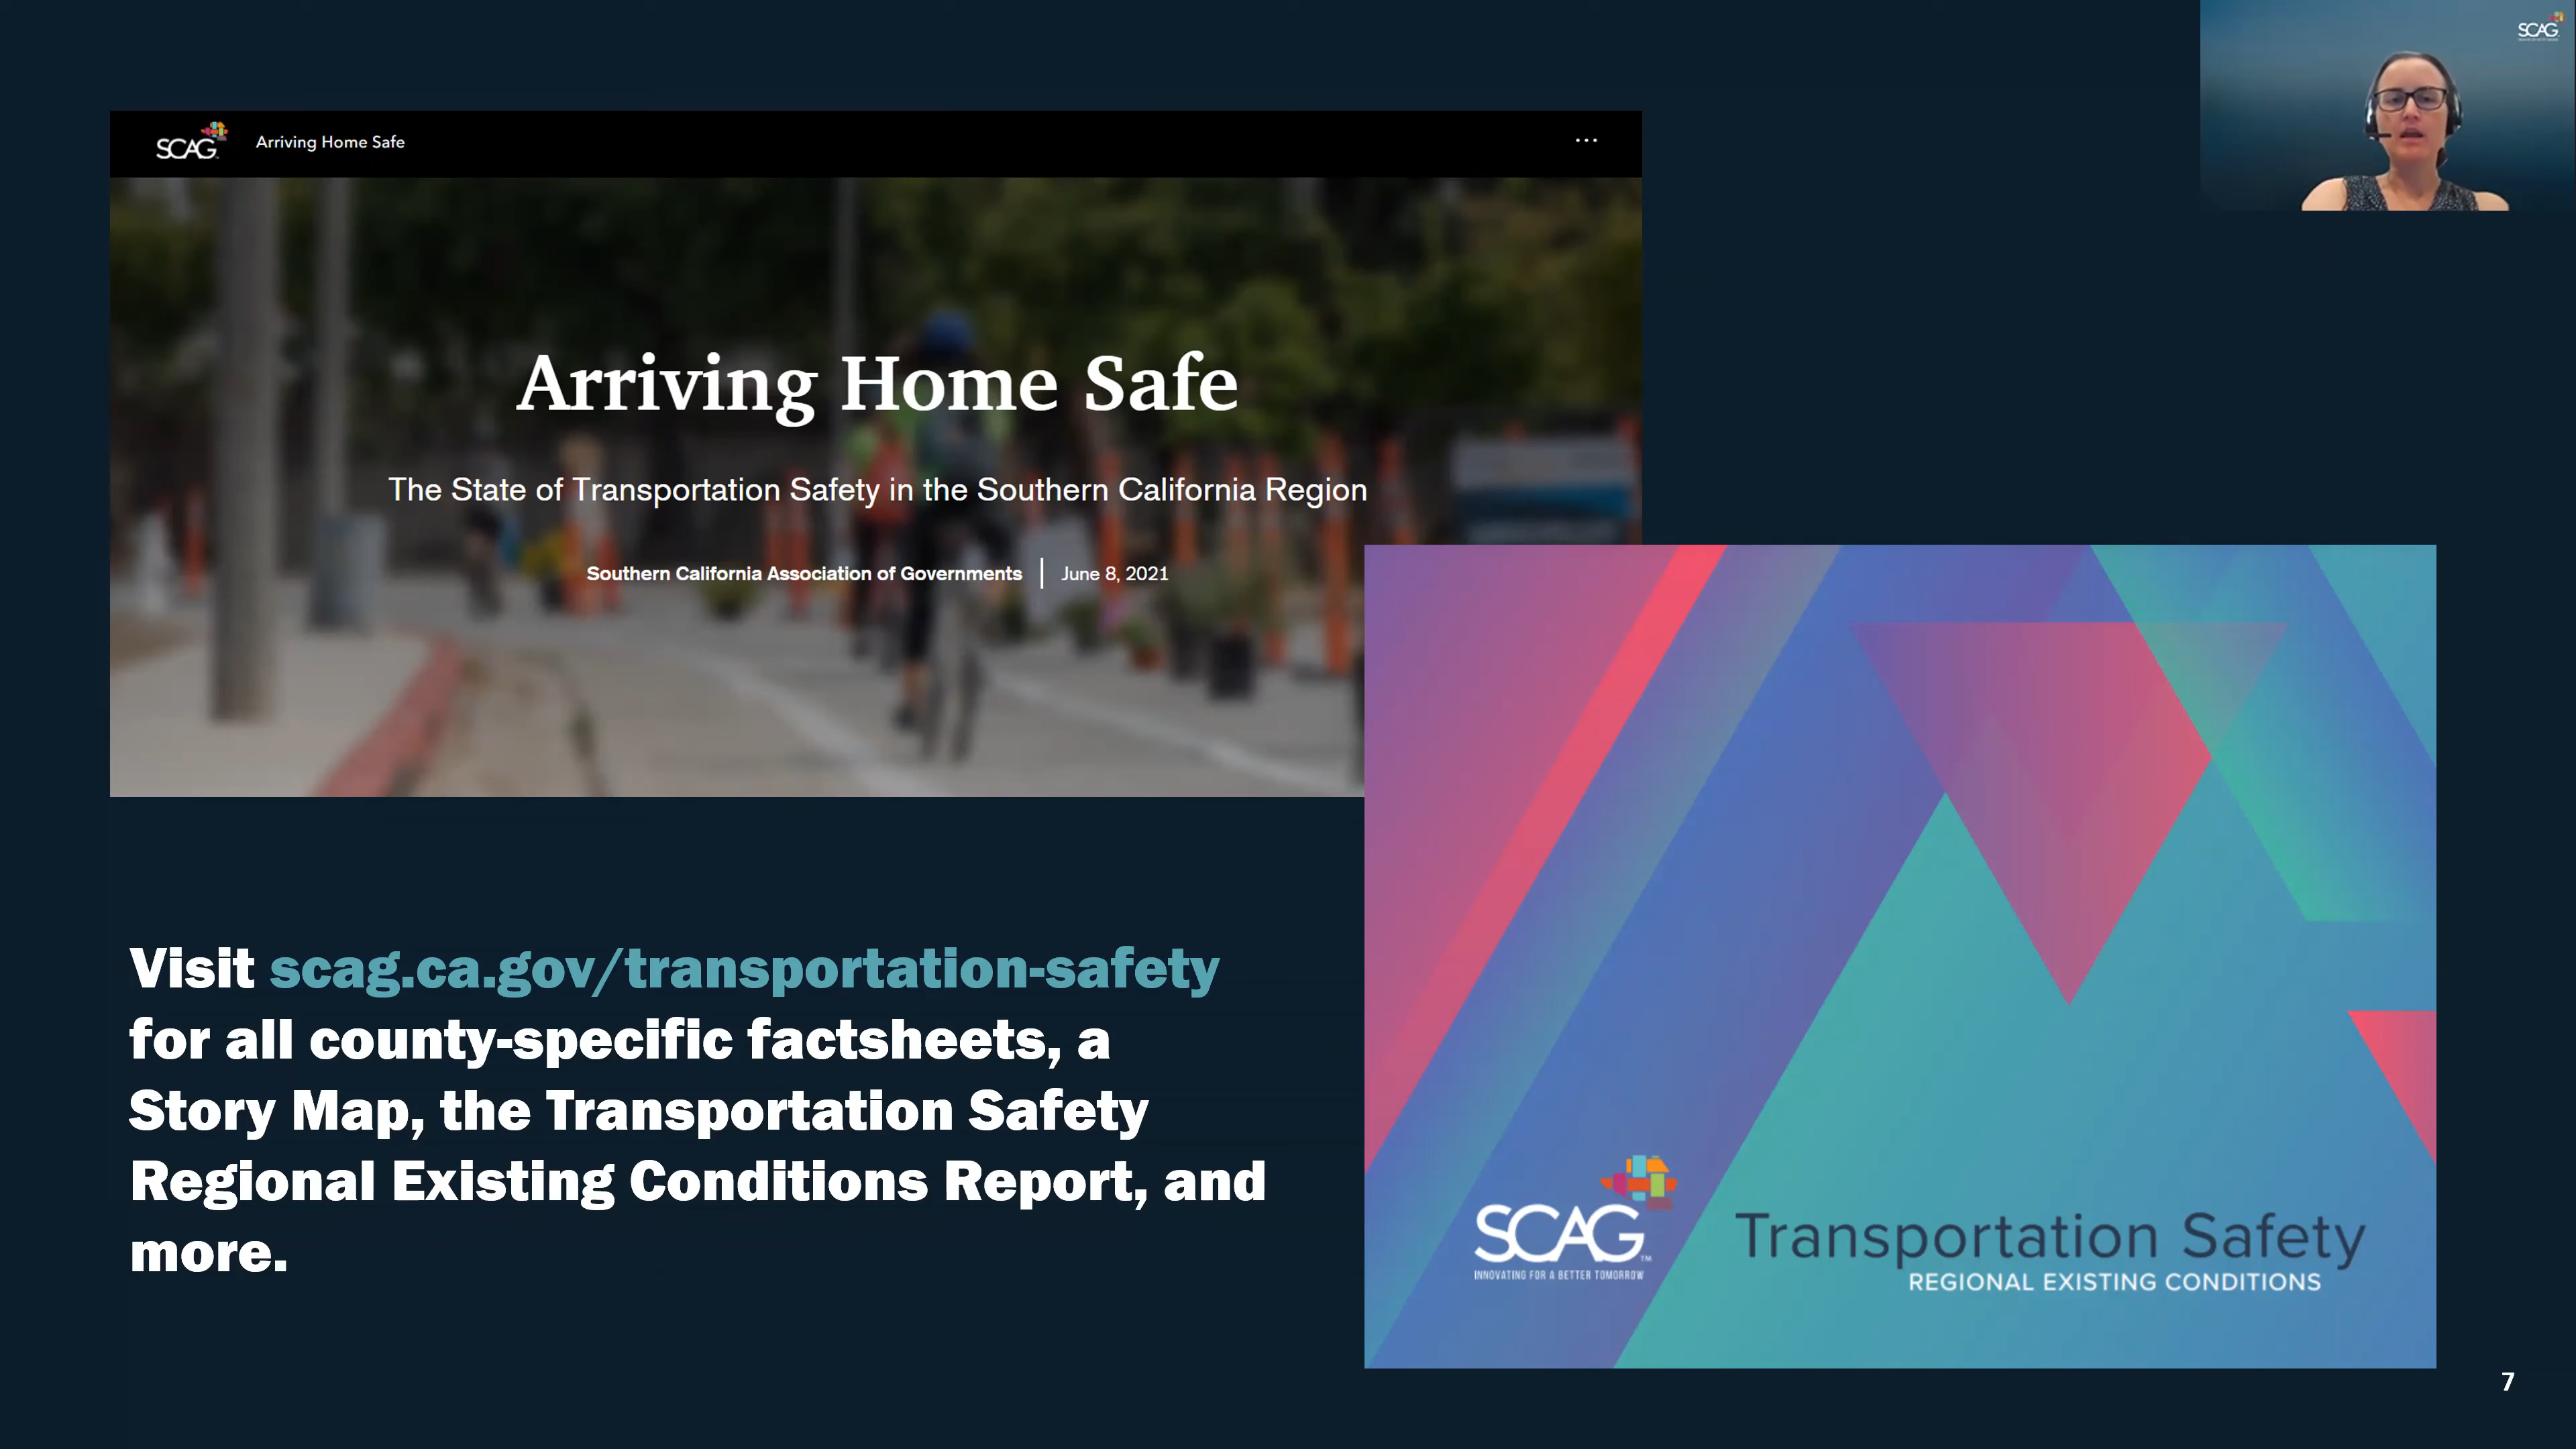 SCAG
SCAG
Arriving Home Safe
...
Arriving Home Safe
The State of Transportation Safety in the Southern California Region
Southern California Association of Governments | June 8, 2021
Visit scag.ca.gov/transportation-safety
for all county-specific factsheets, a
Story Map, the Transportation Safety
Regional Existing Conditions Report, and
more.
SCAG™
INNOVATING FOR A BETTER TOMORROW
Transportation Safety
REGIONAL EXISTING CONDITIONS
7